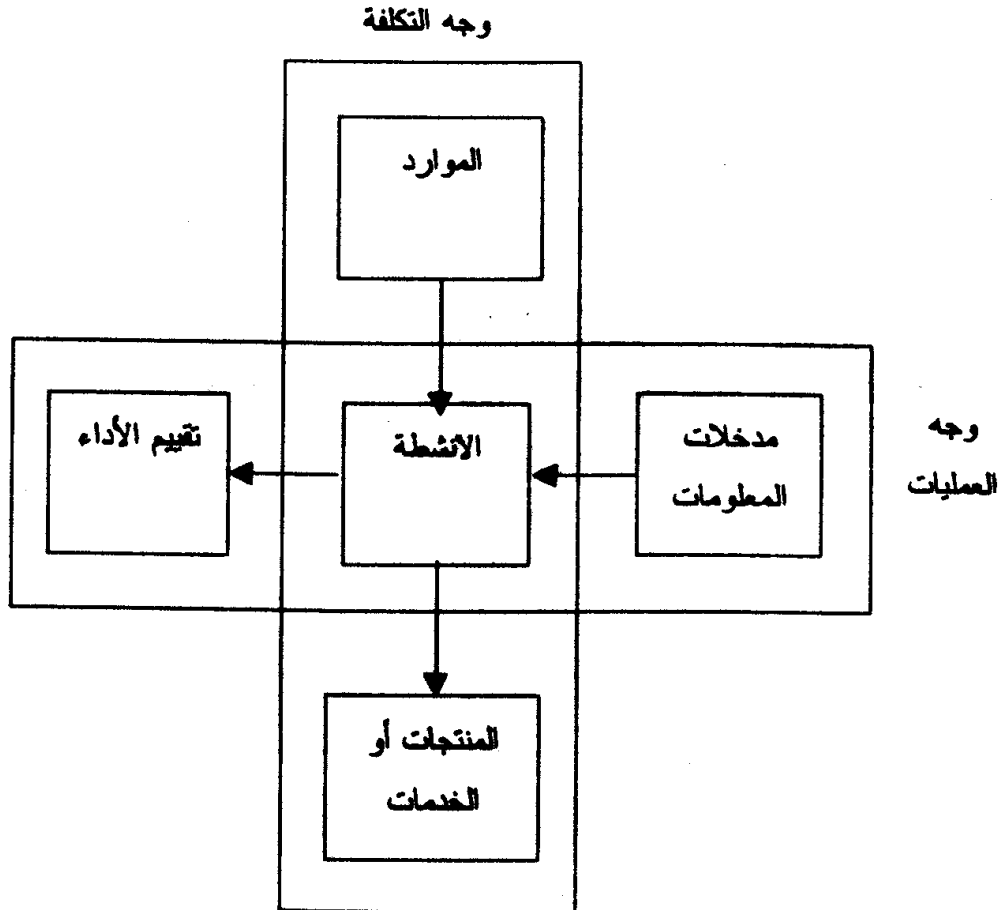 وجه التكلفة
الموارد
مدخلات
المعلومات
الأنشطة
تقييم الأداء
وجه
العمليات
المنتجات أو
الخدمات